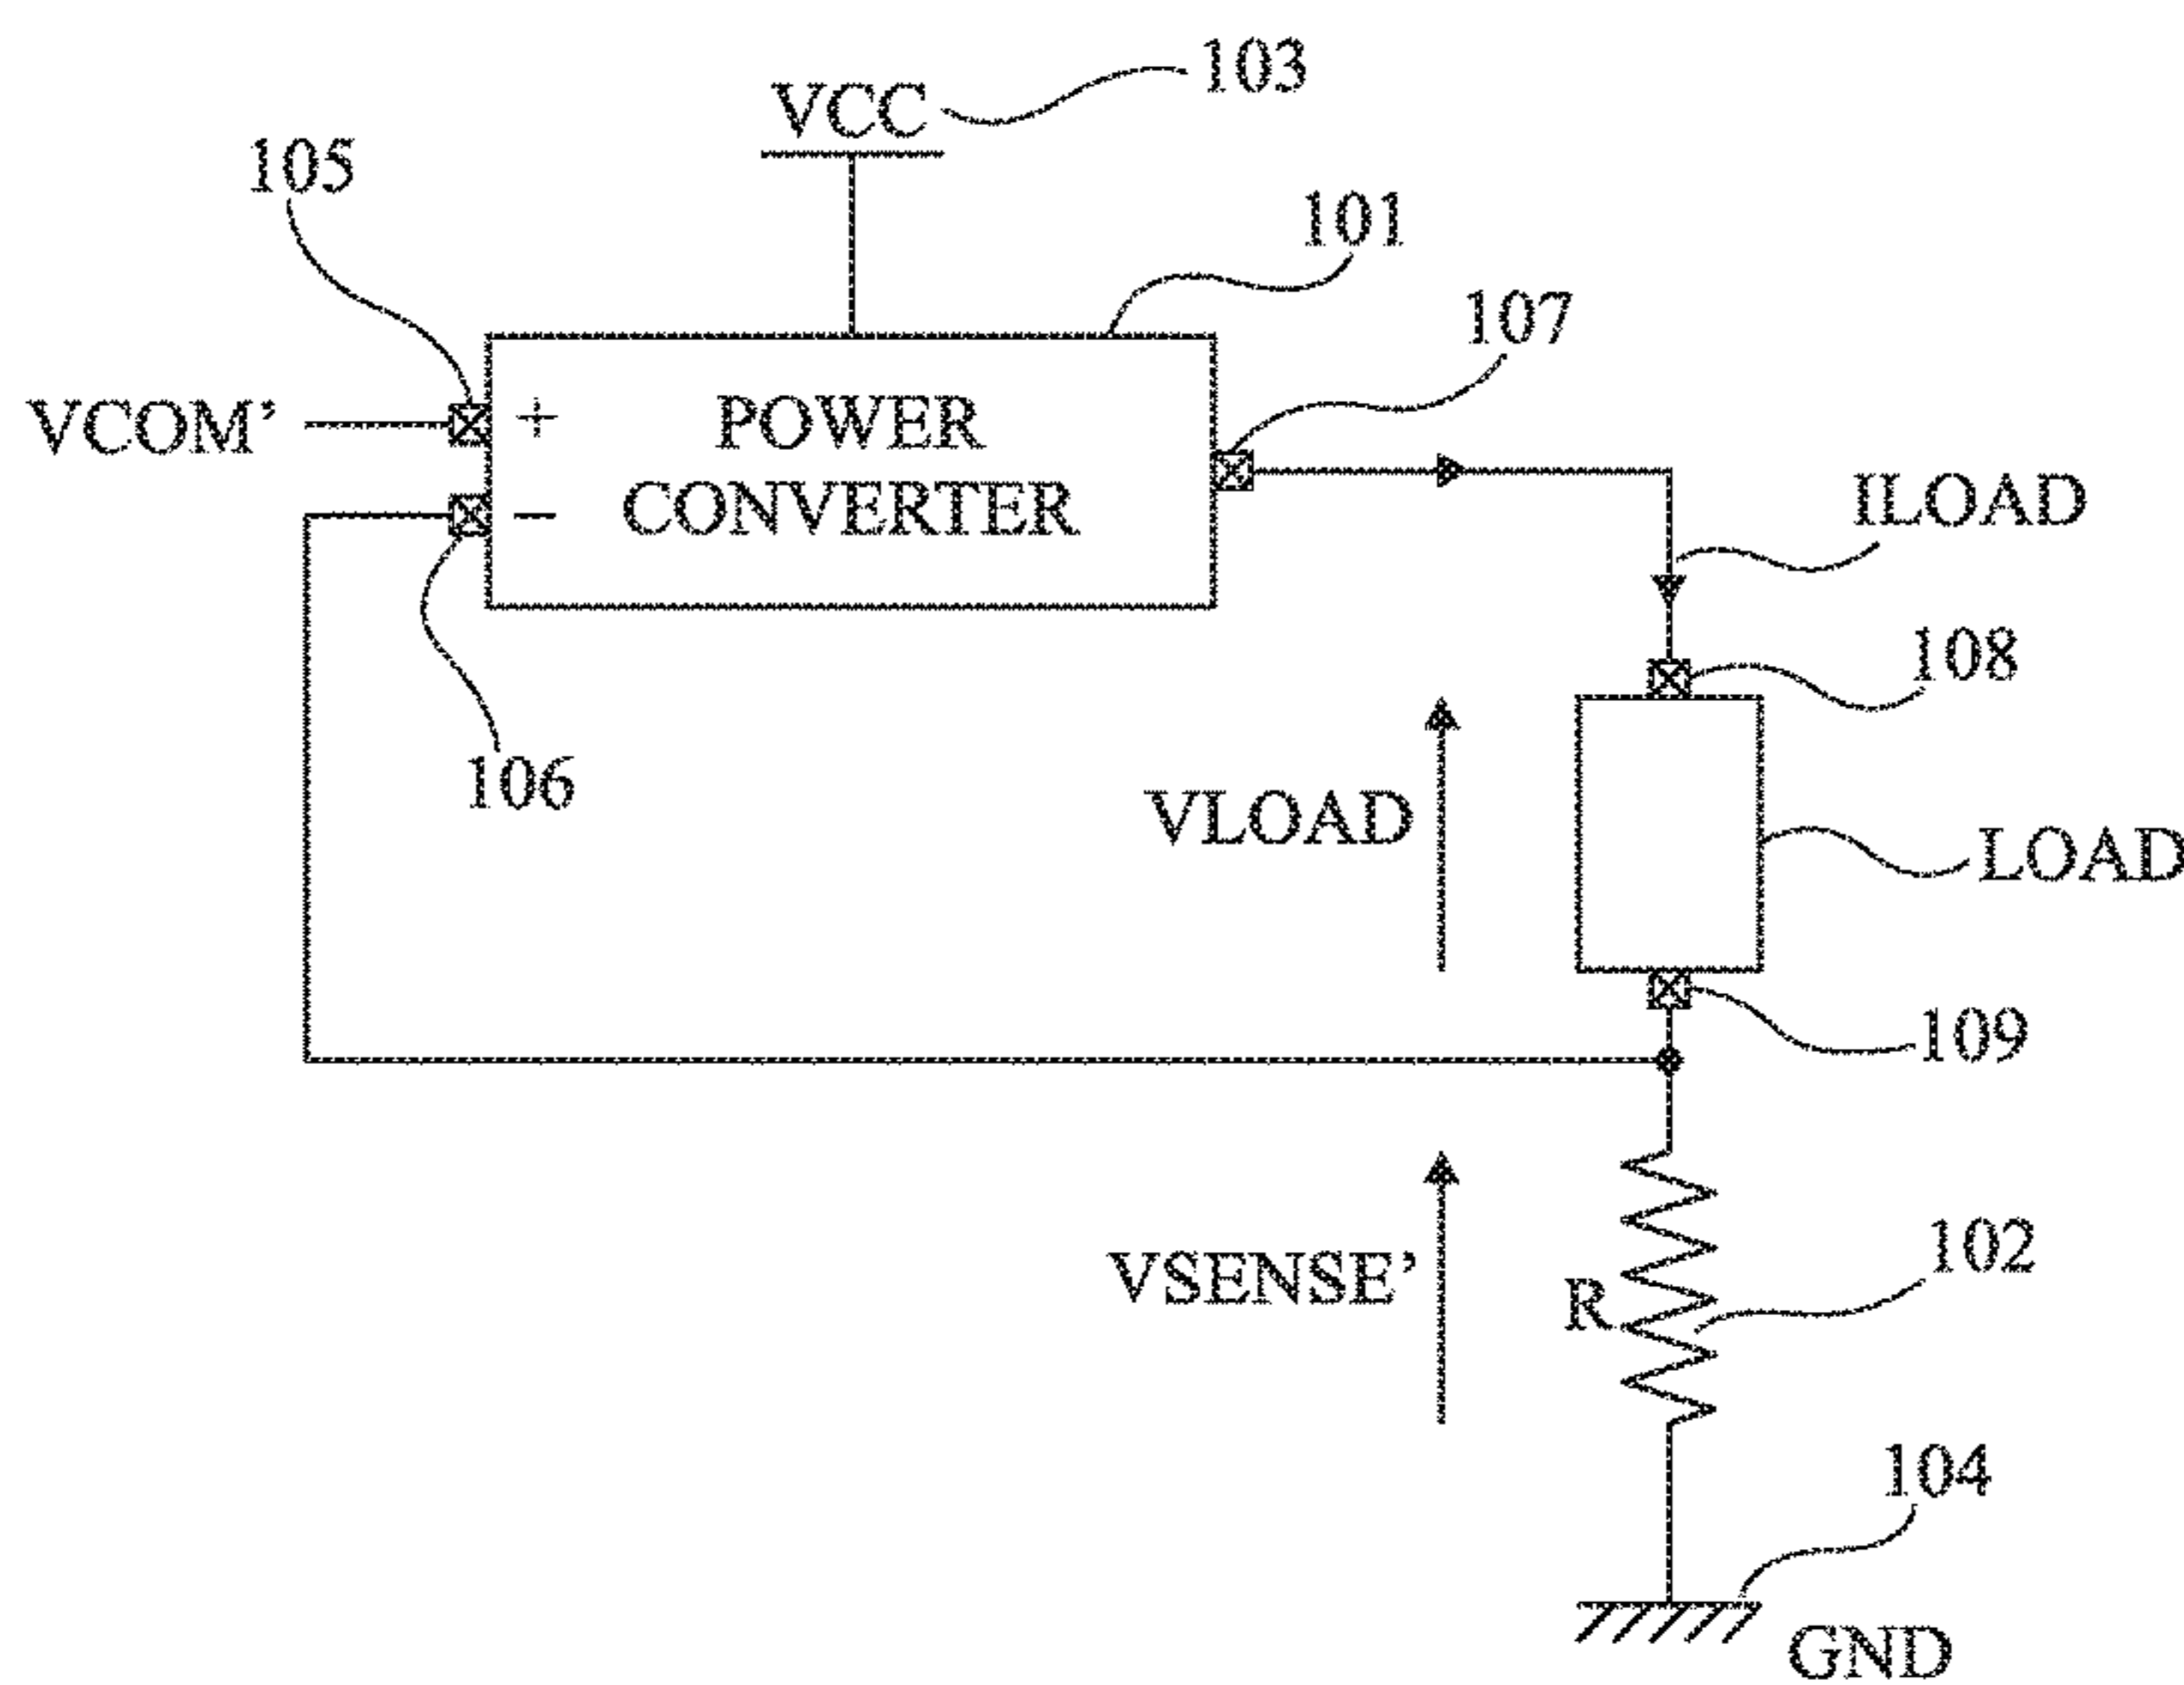 103
VCC
105
101
107
VCOM’
+
POWER
CONVERTER
−
ILOAD
108
106
VLOAD
LOAD
109
102
VSENSE’
R
104
GND